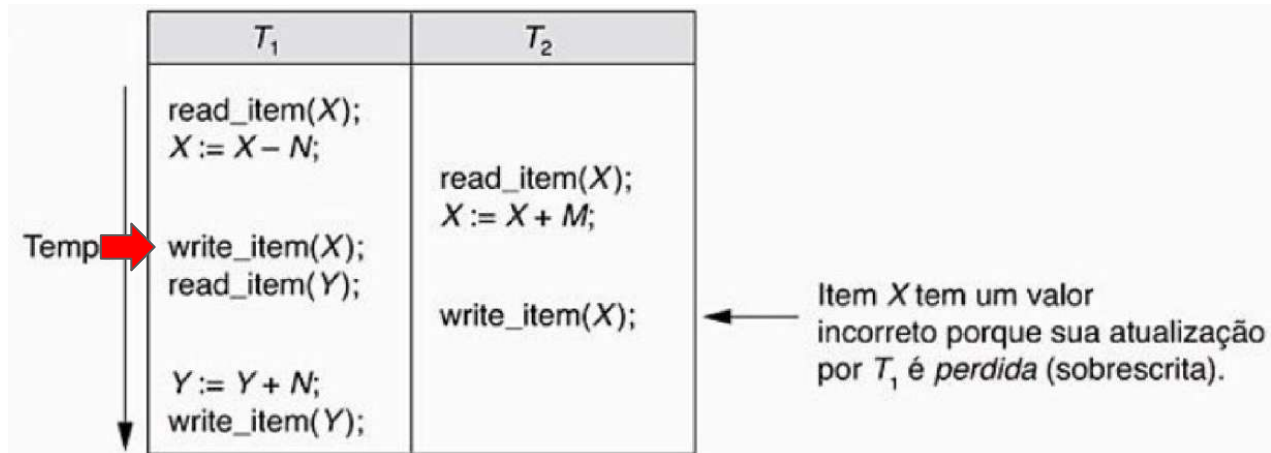 T₁ T₂
read_item(X);
X := X – N;
read_item(X);
X := X + M;
Temp
write_item(X);
read_item(Y);
write_item(X);
Item X tem um valor
incorreto porque sua atualização
por T₁ é perdida (sobrescrita).
Y := Y + N;
write_item(Y);